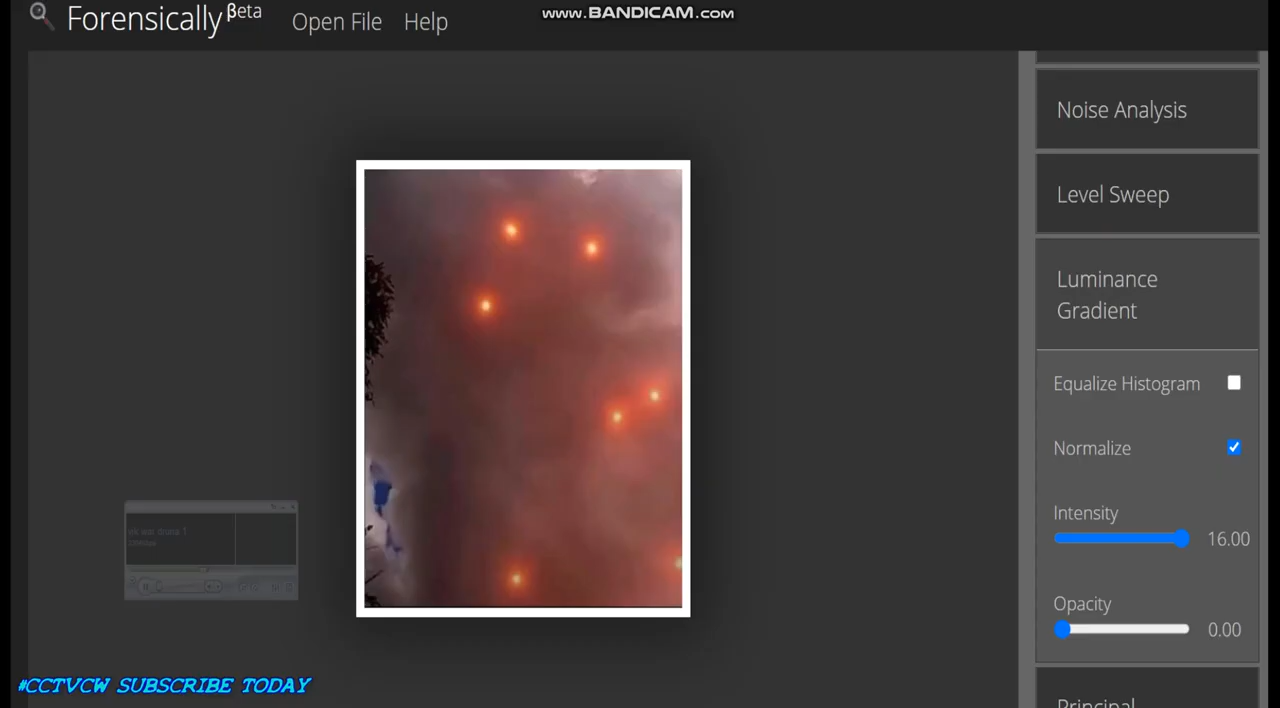 Forensically βeta
Open File
Help
www.BANDICAM.com
Noise Analysis
Level Sweep
Luminance
Gradient
Equalize Histogram
Normalize
Intensity
16.00
Opacity
0.00
Principal
#CCTVCW SUBSCRIBE TODAY